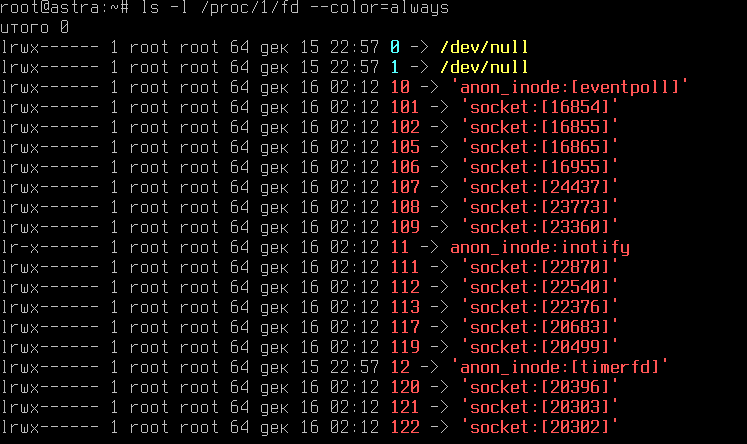 root@astra:~# ls -l /proc/1/fd --color=always
итого 0
lrwx------ 1 root root 64 дек 15 22:57 0 -> /dev/null
lrwx------ 1 root root 64 дек 15 22:57 1 -> /dev/null
lrwx------ 1 root root 64 дек 16 02:12 10 -> 'anon_inode:[eventpoll]'
lrwx------ 1 root root 64 дек 16 02:12 101 -> 'socket:[16854]'
lrwx------ 1 root root 64 дек 16 02:12 102 -> 'socket:[16855]'
lrwx------ 1 root root 64 дек 16 02:12 105 -> 'socket:[16865]'
lrwx------ 1 root root 64 дек 16 02:12 106 -> 'socket:[16955]'
lrwx------ 1 root root 64 дек 16 02:12 107 -> 'socket:[24437]'
lrwx------ 1 root root 64 дек 16 02:12 108 -> 'socket:[23773]'
lrwx------ 1 root root 64 дек 16 02:12 109 -> 'socket:[23360]'
lr-x------ 1 root root 64 дек 16 02:12 11 -> anon_inode:inotify
lrwx------ 1 root root 64 дек 16 02:12 111 -> 'socket:[22870]'
lrwx------ 1 root root 64 дек 16 02:12 112 -> 'socket:[22540]'
lrwx------ 1 root root 64 дек 16 02:12 113 -> 'socket:[22376]'
lrwx------ 1 root root 64 дек 16 02:12 117 -> 'socket:[20683]'
lrwx------ 1 root root 64 дек 16 02:12 119 -> 'socket:[20499]'
lrwx------ 1 root root 64 дек 15 22:57 12 -> 'anon_inode:[timerfd]'
lrwx------ 1 root root 64 дек 16 02:12 120 -> 'socket:[20396]'
lrwx------ 1 root root 64 дек 16 02:12 121 -> 'socket:[20303]'
lrwx------ 1 root root 64 дек 16 02:12 122 -> 'socket:[20302]'